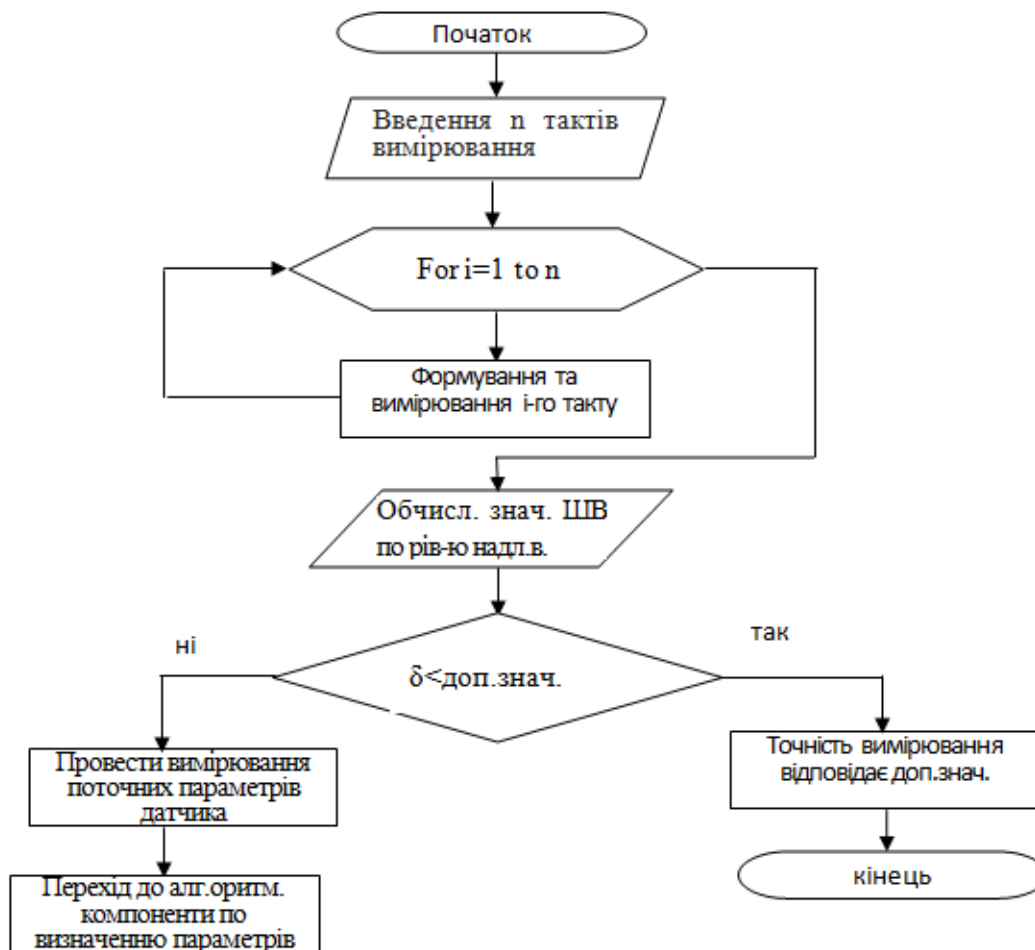 Початок
Введення n тактів
вимірювання
For i=1 to n
Формування та
вимірювання і-го такту
Обчисл. знач. ШВ
по рів-ю надл.в.
ні
так
δ<доп.знач.
Провести вимірювання
поточних параметрів
датчика
Точність вимірювання
відповідає доп.знач.
Перехід до алг.оритм.
компоненти по
визначенню параметрів
кінець